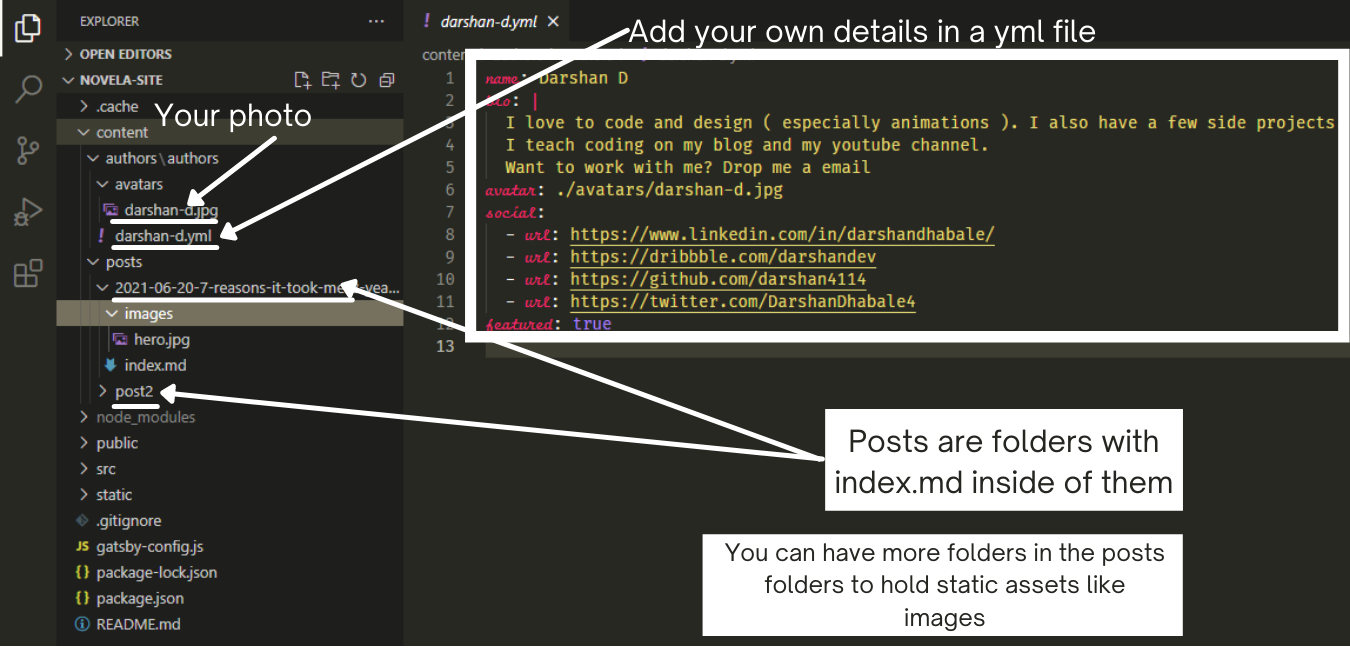 EXPLORER
...
OPEN EDITORS
NOVELA-SITE
.cache
Your photo
content
authors\authors
avatars
darshan-d.jpg
! darshan-d.yml
posts
2021-06-20-7-reasons-it-took-me
images
hero.jpg
index.md
post2
node_modules
public
src
static
.gitignore
JS gatsby-config.js
{} package-lock.json
{} package.json
README.md
! darshan-d.yml ×
Add your own details in a yml file
1 name: Darshan D
2 bio: |
3 I love to code and design ( especially animations ). I also have a few side projects
4 I teach coding on my blog and my youtube channel.
5 Want to work with me? Drop me a email
6 avatar: ./avatars/darshan-d.jpg
7 social:
8 - url: https://www.linkedin.com/in/darshandhabale/
9 - url: https://dribbble.com/darshandev
10 - url: https://github.com/darshan4114
11 - url: https://twitter.com/DarshanDhabale4
12 featured: true
13
Posts are folders with
index.md inside of them
You can have more folders in the posts
folders to hold static assets like
images